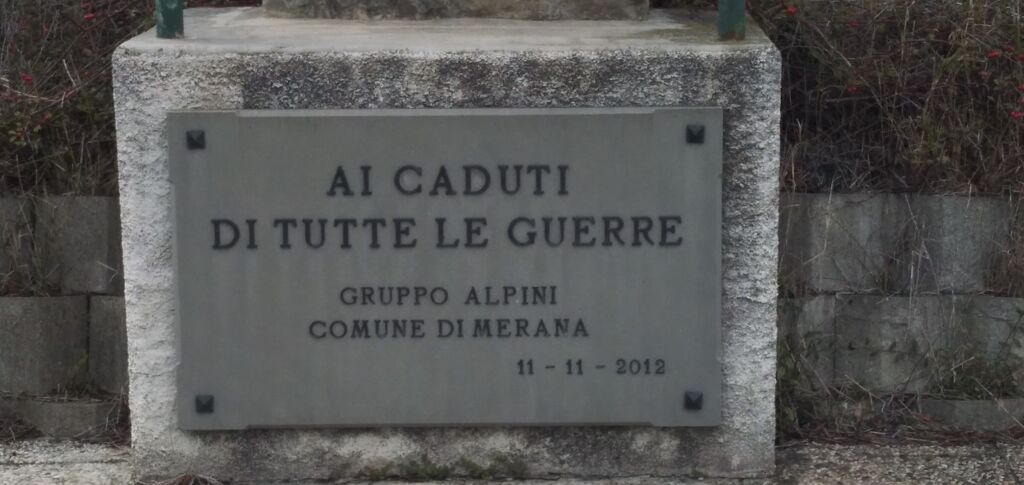 AI CADUTI
DI TUTTE LE GUERRE
GRUPPO ALPINI
COMUNE DI MERANA
11 - 11 - 2012